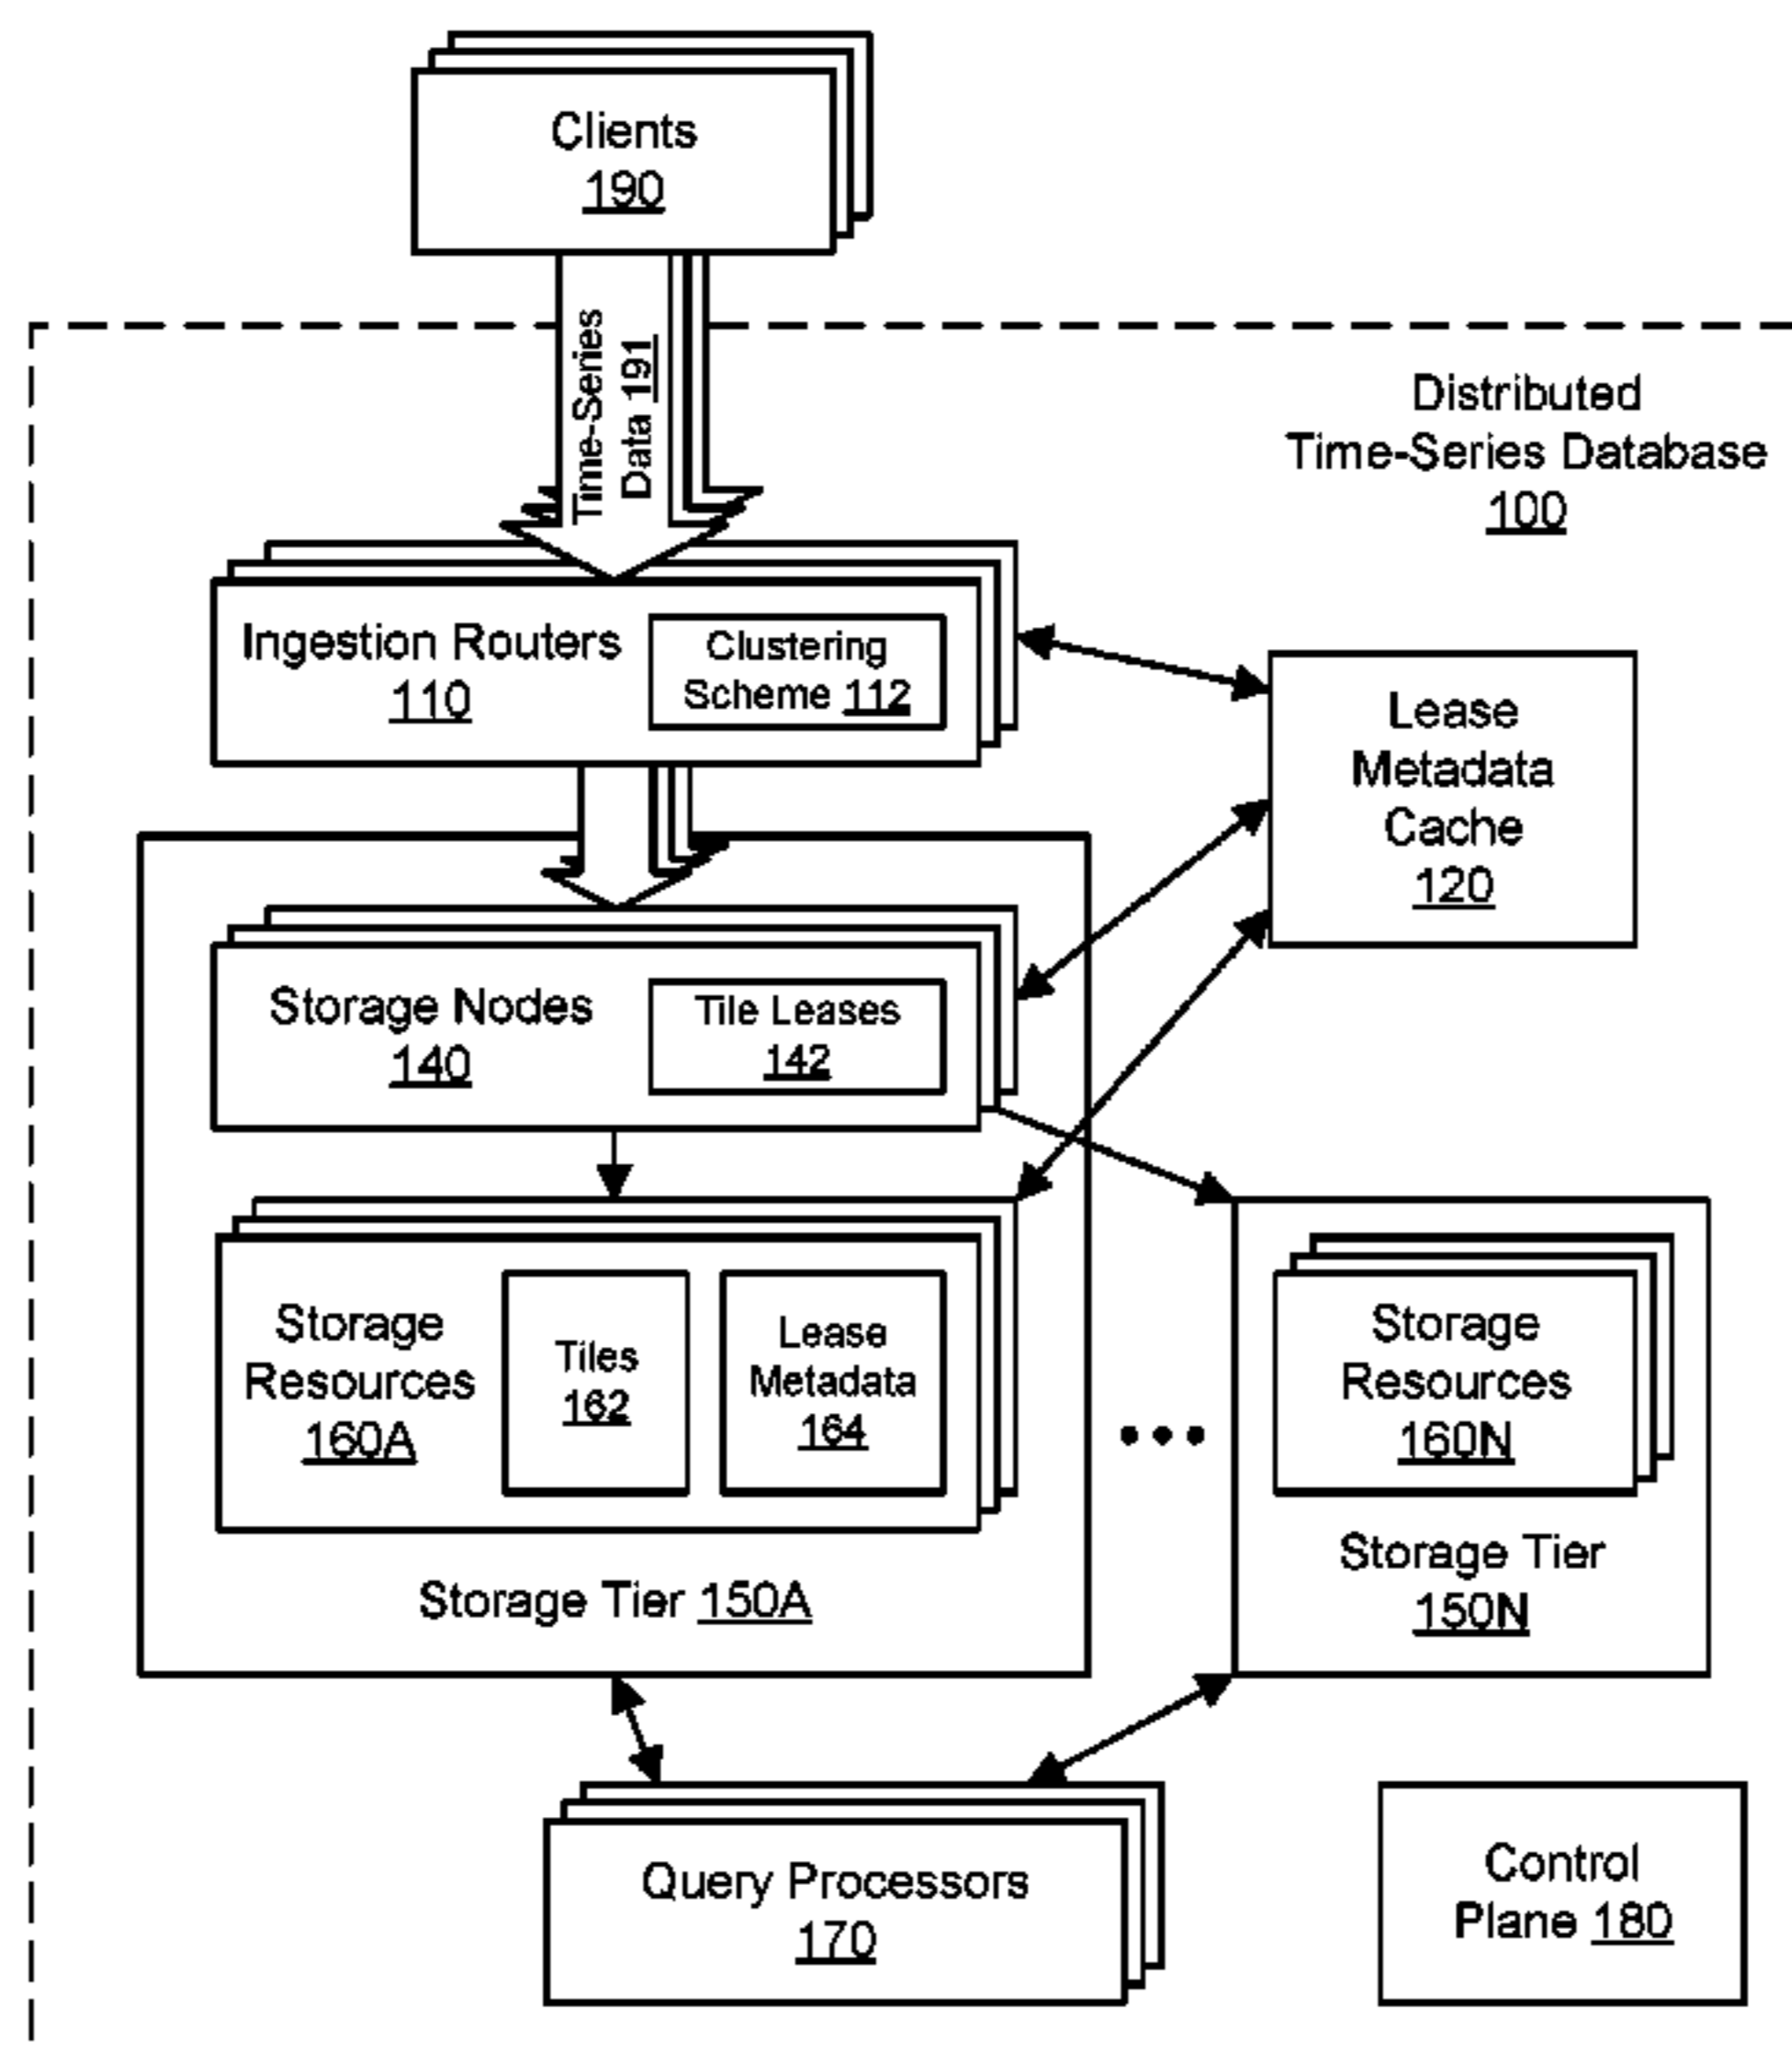 Clients
190
Time-Series
Data 191
Distributed
Time-Series Database
100
Ingestion Routers
110
Clustering
Scheme 112
Lease
Metadata
Cache
120
Storage Nodes
140
Tile Leases
142
Storage
Resources
160A
Tiles
162
Lease
Metadata
164
Storage Tier 150A
Storage
Resources
160N
Storage Tier
150N
Query Processors
170
Control
Plane 180